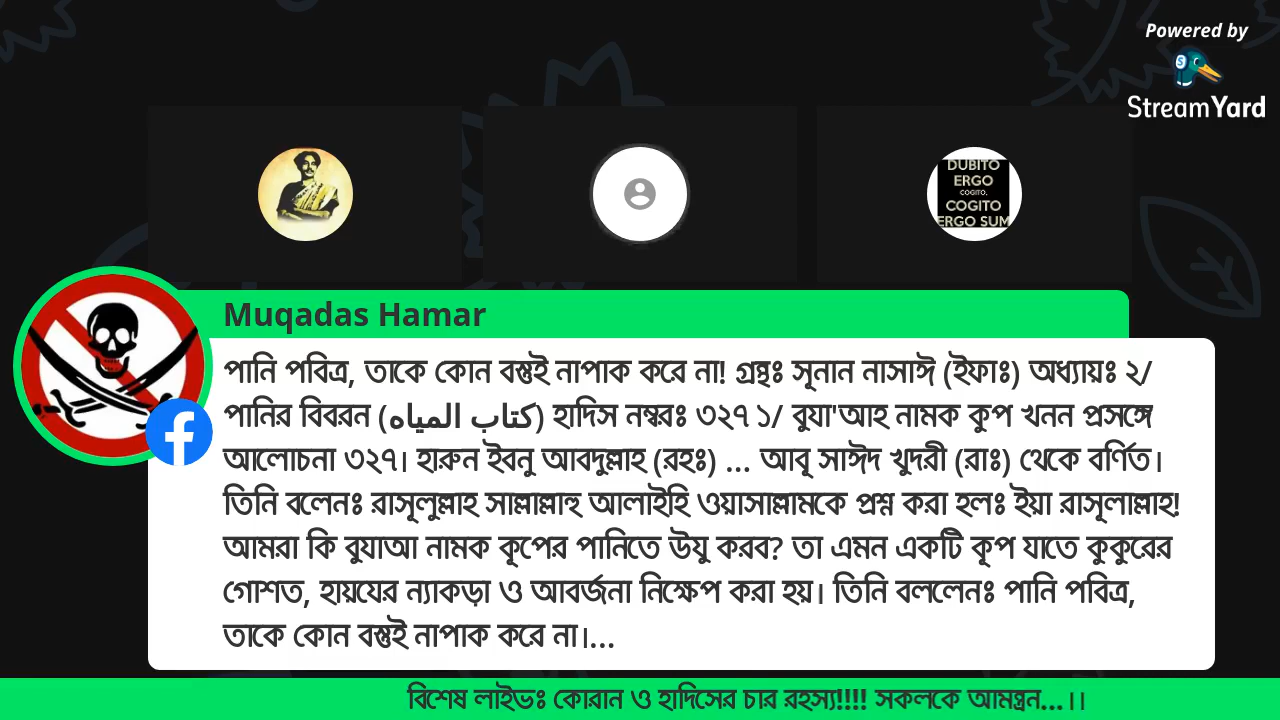 Powered by
StreamYard
DUBITO
ERGO
COGITO,
COGITO
ERGO SUM
Muqadas Hamar
পানি পবিত্র, তাকে কোন বস্তুই নাপাক করে না! গ্রন্থঃ সূনান নাসাঈ (ইফাঃ) অধ্যায়ঃ ২/
পানির বিবরন (كتاب المياه) হাদিস নম্বরঃ ৩২৭ ১/ বুযা'আহ নামক কুপ খনন প্রসঙ্গে
আলোচনা ৩২৭। হারুন ইবনু আবদুল্লাহ (রহঃ) ... আবূ সাঈদ খুদরী (রাঃ) থেকে বর্ণিত।
তিনি বলেনঃ রাসূলুল্লাহ সাল্লাল্লাহু আলাইহি ওয়াসাল্লামকে প্রশ্ন করা হলঃ ইয়া রাসূলাল্লাহ!
আমরা কি বুযাআ নামক কূপের পানিতে উযু করব? তা এমন একটি কূপ যাতে কুকুরের
গোশত, হায়যের ন্যাকড়া ও আবর্জনা নিক্ষেপ করা হয়। তিনি বললেনঃ পানি পবিত্র,
তাকে কোন বস্তুই নাপাক করে না।...
বিশেষ লাইভঃ কোরান ও হাদিসের চার রহস্য!!!! সকলকে আমন্ত্রন...।।